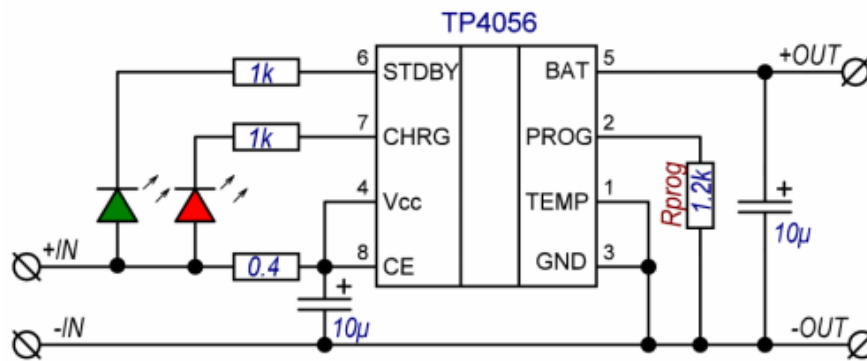 TP4056
1k 6 STDBY BAT 5 +OUT
1k 7 CHRG PROG 2
Rprog 1.2k
4 Vcc TEMP 1
+
10μ
+IN 0.4 8 CE GND 3
+
10μ
-IN -OUT